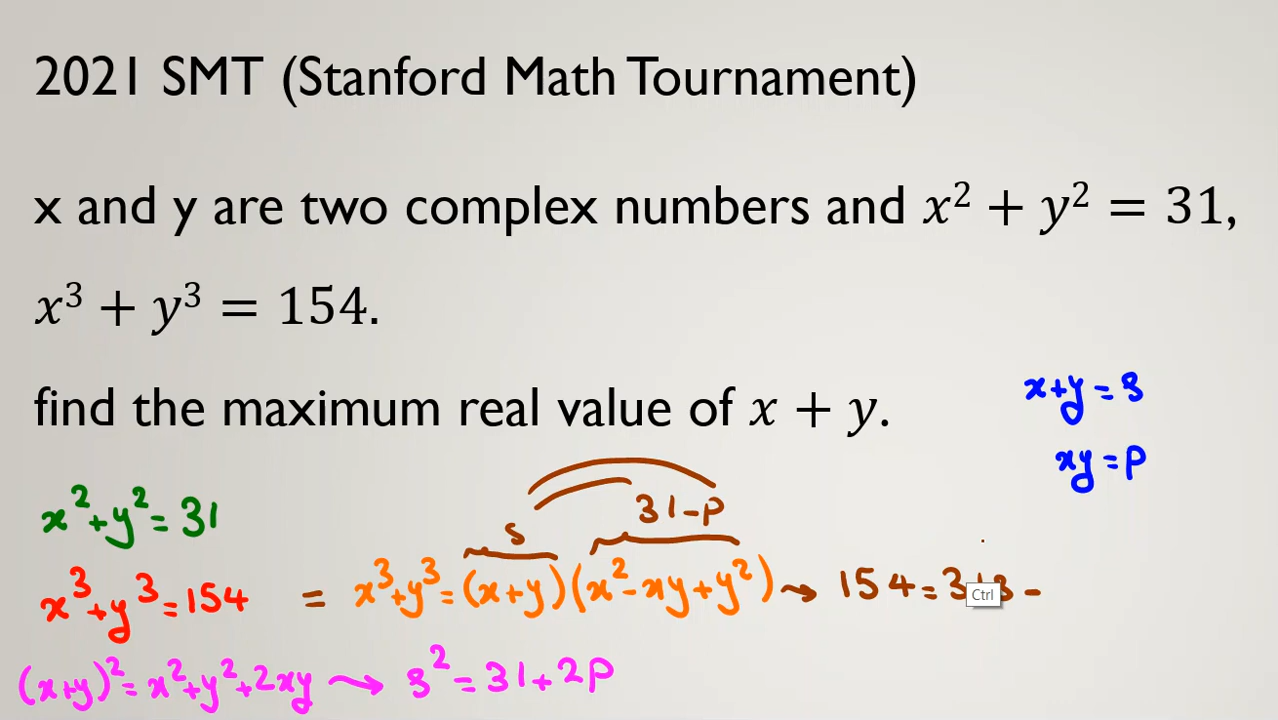 2021 SMT (Stanford Math Tournament)
x and y are two complex numbers and x² + y² = 31,
x³ + y³ = 154.
find the maximum real value of x + y.
x+y = s
xy = p
x²+y² = 31
s
31-p
x³+y³ = 154 = x³+y³ = (x+y)(x²-xy+y²) ⇝ 154 = 31s -
Ctrl
(x+y)² = x²+y²+2xy ⇝ s² = 31+2p